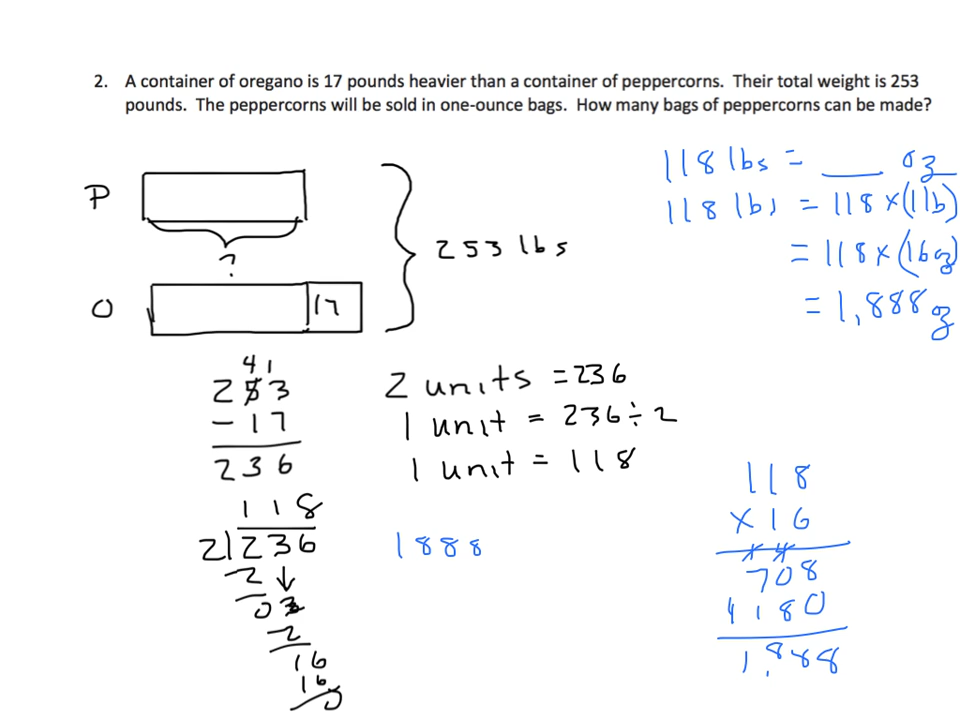 2. A container of oregano is 17 pounds heavier than a container of peppercorns. Their total weight is 253
pounds. The peppercorns will be sold in one-ounce bags. How many bags of peppercorns can be made?
P
?
O
17
253 lbs
118 lbs = ___ oz
118 lbs = 118 × (1 lb)
= 118 × (16 oz)
= 1,888 oz
4 1
253
- 17
236
2 units = 236
1 unit = 236 ÷ 2
1 unit = 118
118
2)236
2
03
2
16
16
0
1888
118
× 16
708
1180
1,888